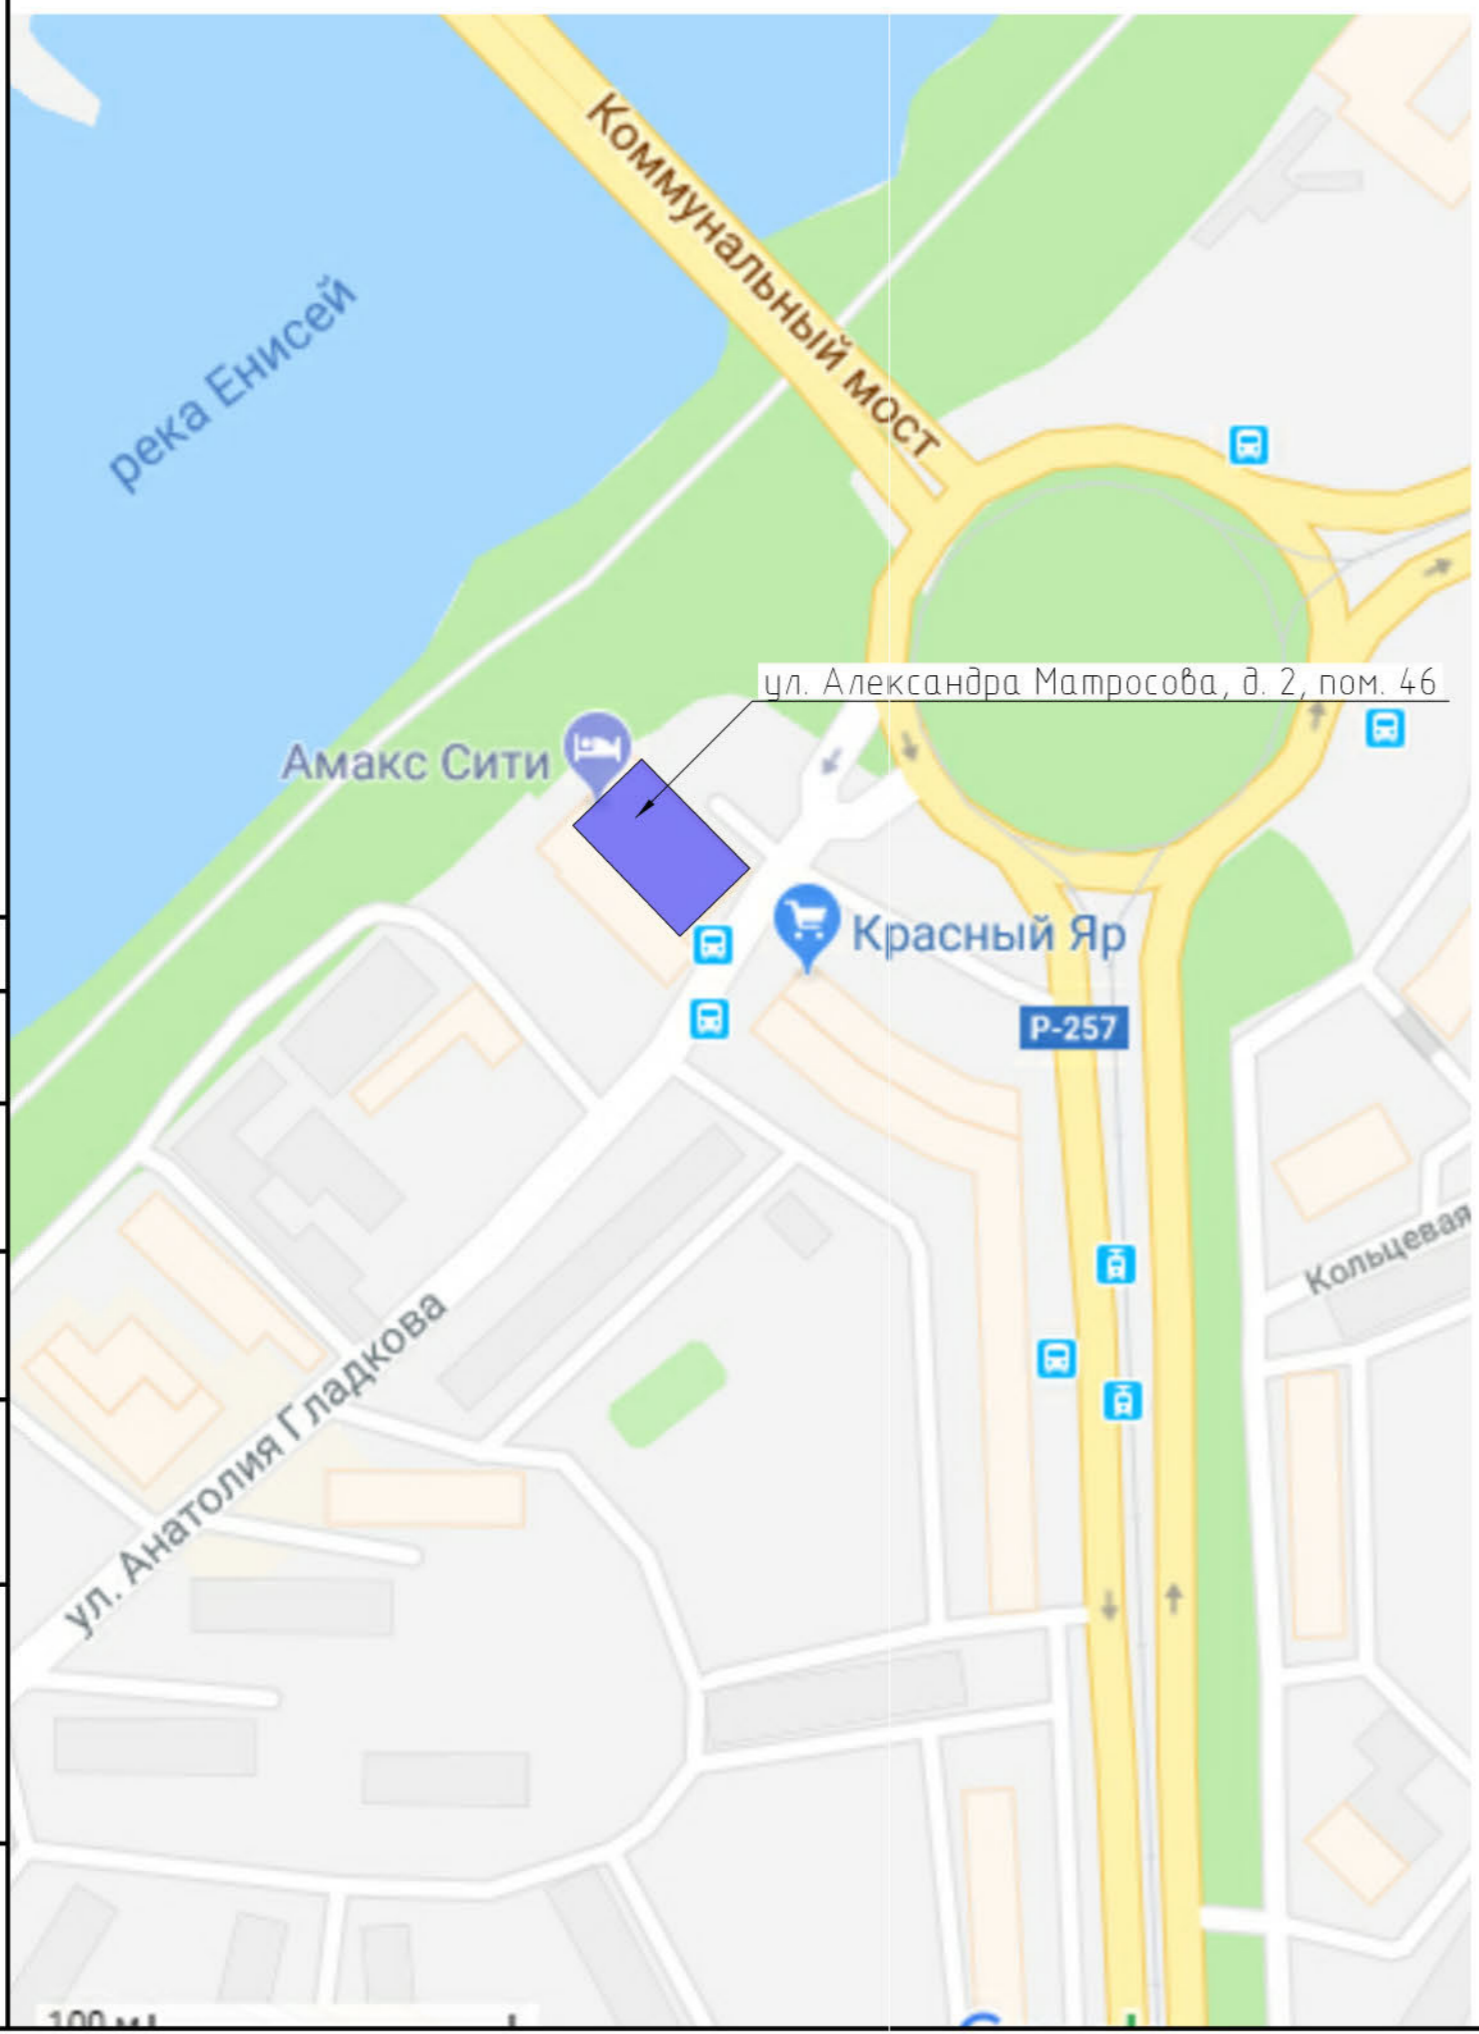 Коммунальный мост
река Енисей
ул. Александра Матросова, д. 2, пом. 46
Амакс Сити
Красный Яр
Р-257
Кольцевая
ул. Анатолия Гладкова
100 м